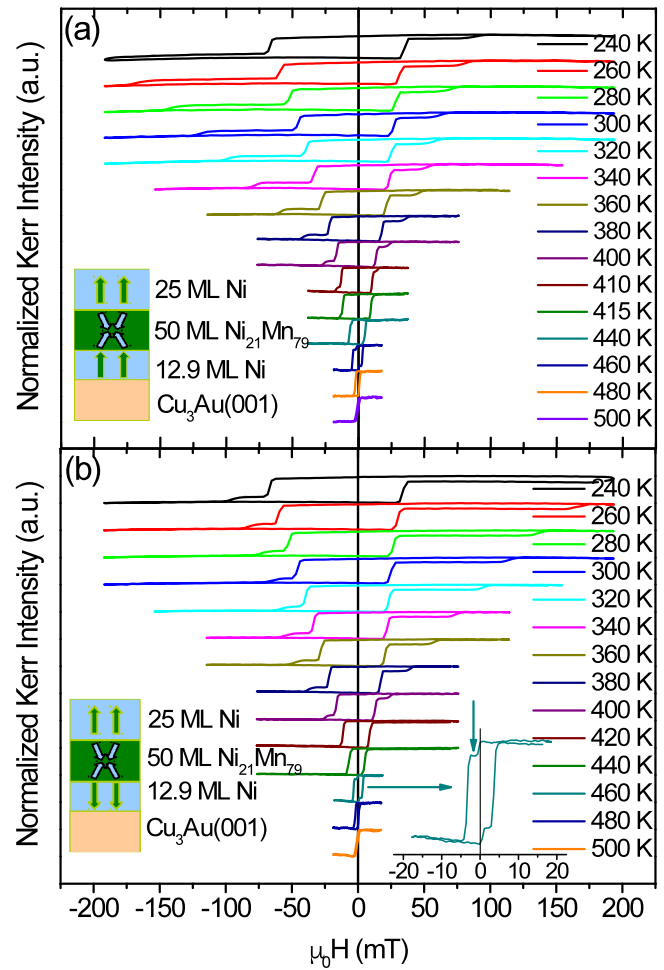 (a)
Normalized Kerr Intensity (a.u.)
240 K
260 K
280 K
300 K
320 K
340 K
360 K
380 K
400 K
410 K
415 K
440 K
460 K
480 K
500 K
25 ML Ni
50 ML Ni₂₁Mn₇₉
12.9 ML Ni
Cu₃Au(001)
(b)
Normalized Kerr Intensity (a.u.)
240 K
260 K
280 K
300 K
320 K
340 K
360 K
380 K
400 K
420 K
440 K
460 K
480 K
500 K
25 ML Ni
50 ML Ni₂₁Mn₇₉
12.9 ML Ni
Cu₃Au(001)
-20 -10 0 10 20
-200 -150 -100 -50 0 50 100 150 200
μ₀H (mT)